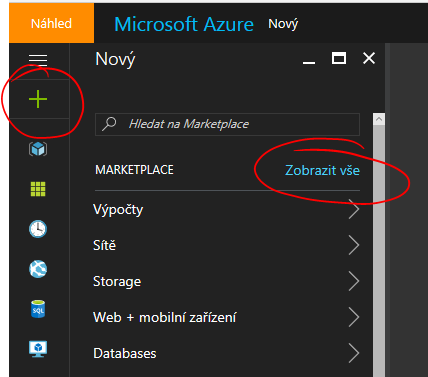 Náhled Microsoft Azure Nový
Nový
Hledat na Marketplace
MARKETPLACE Zobrazit vše
Výpočty
Sítě
Storage
SQL Web + mobilní zařízení
Databases